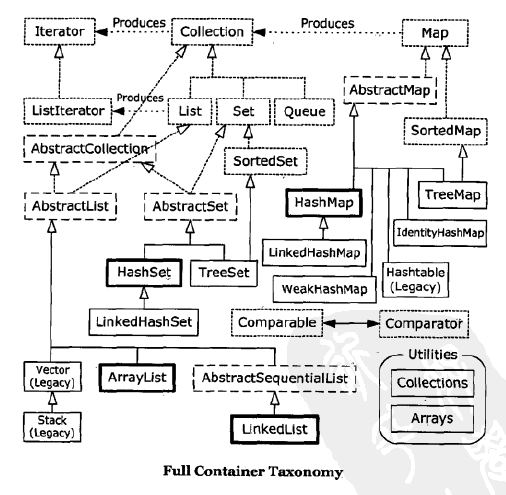 Iterator
Produces
Collection
Produces
Map
AbstractMap
ListIterator
Produces
List
Set
Queue
SortedMap
AbstractCollection
SortedSet
AbstractList
AbstractSet
HashMap
TreeMap
IdentityHashMap
LinkedHashMap
HashSet
TreeSet
WeakHashMap
Hashtable
(Legacy)
LinkedHashSet
Comparable
Comparator
Utilities
Vector
(Legacy)
ArrayList
AbstractSequentialList
Collections
Stack
(Legacy)
LinkedList
Arrays
Full Container Taxonomy